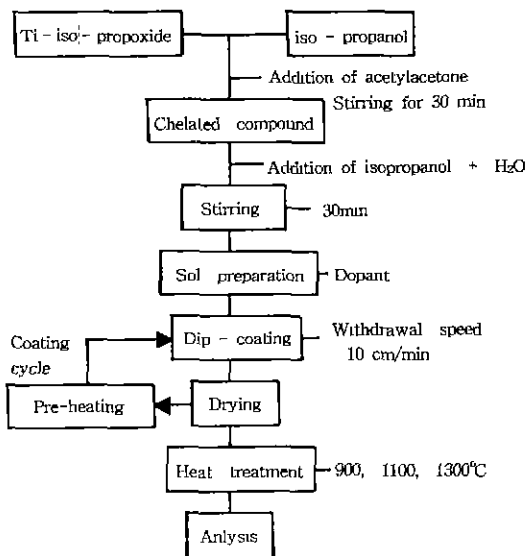 Ti-iso-propoxide
iso-propanol
Addition of acetylacetone
Stirring for 30 min
Chelated compound
Addition of isopropanol + H₂O
Stirring
30min
Sol preparation
Dopant
Coating
cycle
Dip-coating
Withdrawal speed
10 cm/min
Pre-heating
Drying
Heat treatment
900, 1100, 1300°C
Anlysis